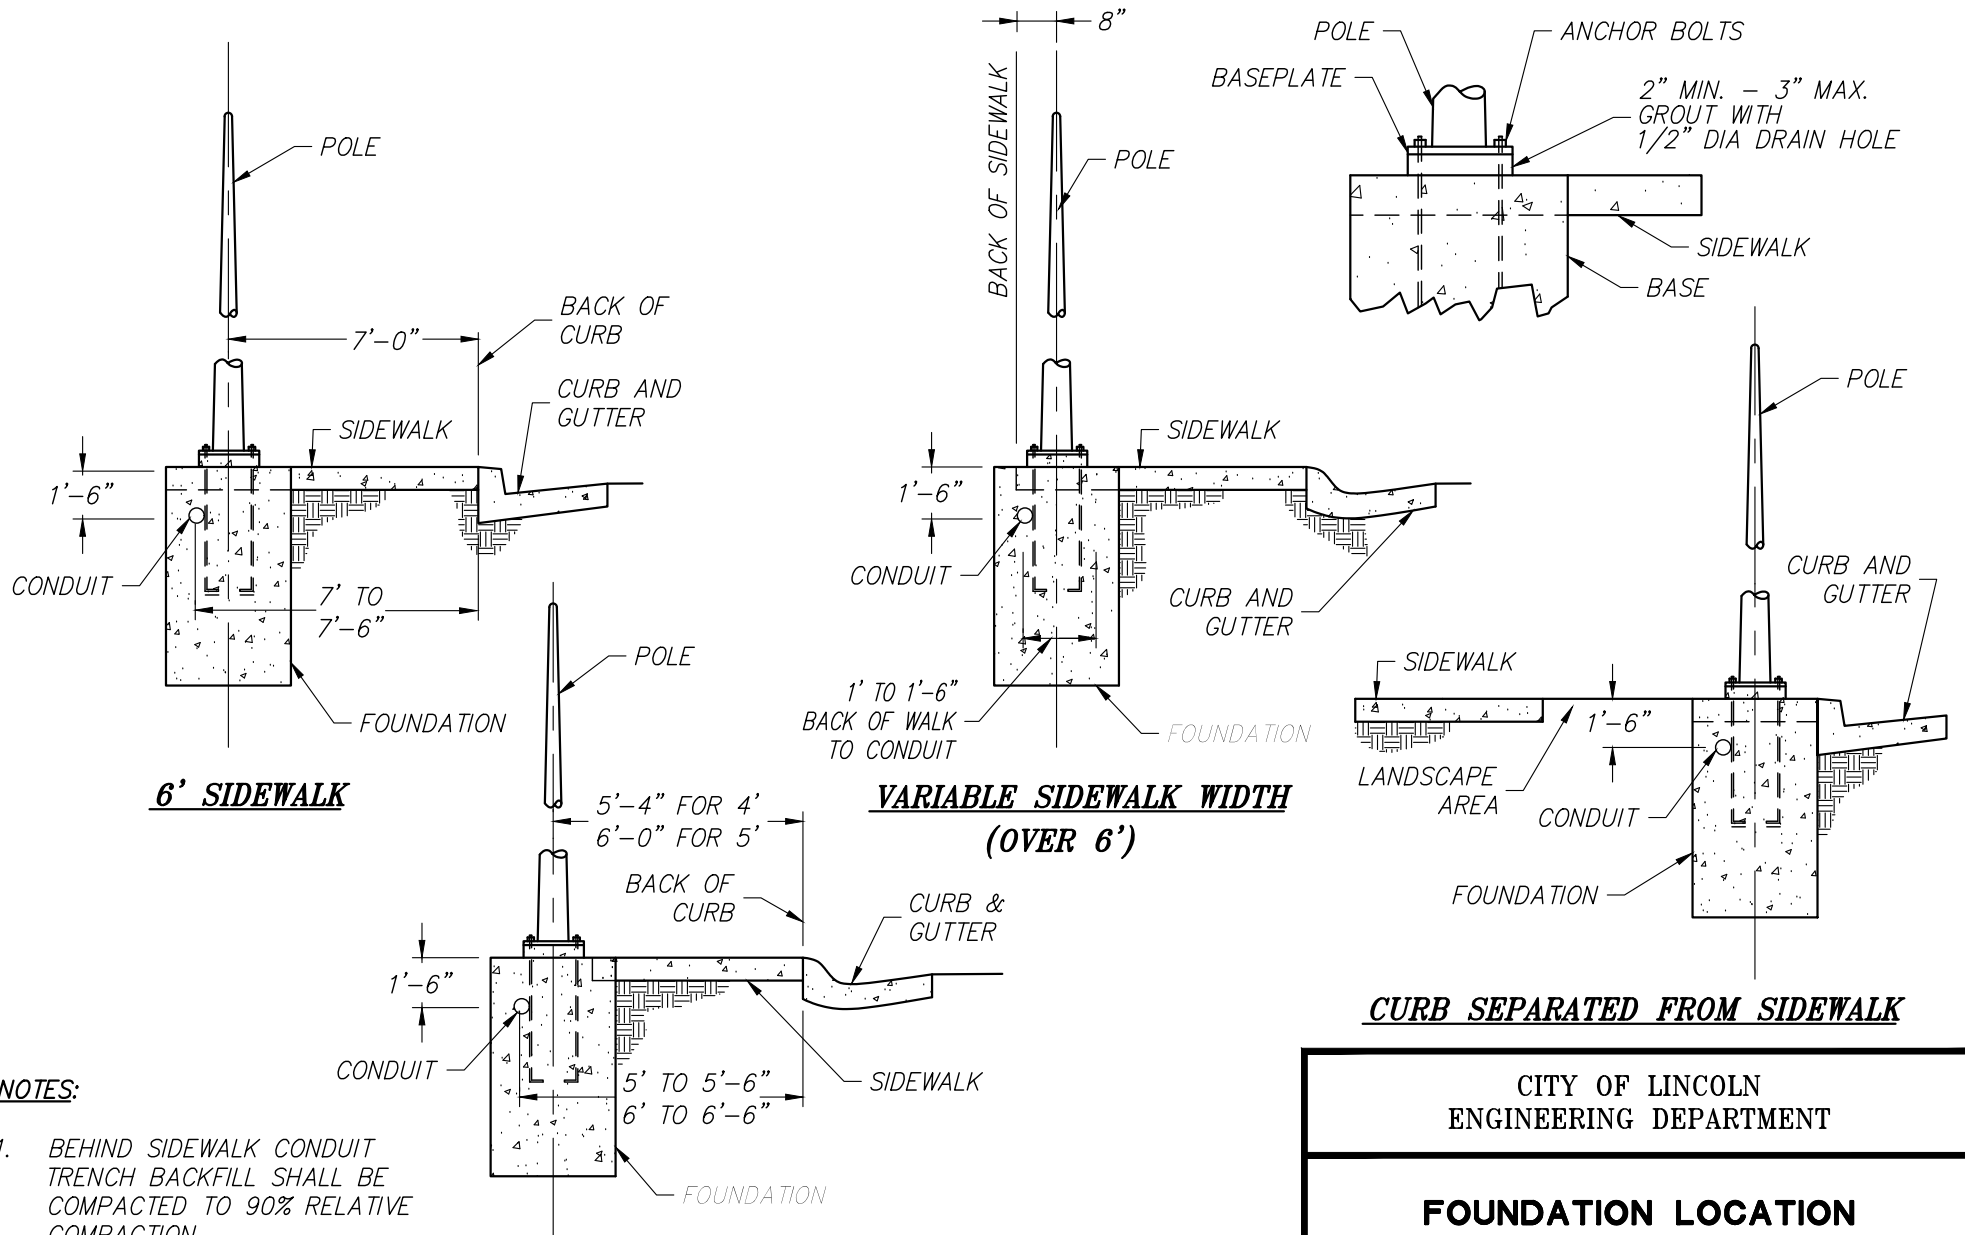 8"
BACK OF SIDEWALK
POLE
ANCHOR BOLTS
BASEPLATE
2" MIN. - 3" MAX.
GROUT WITH
1/2" DIA DRAIN HOLE
SIDEWALK
BASE
POLE
7'-0"
BACK OF
CURB
CURB AND
GUTTER
SIDEWALK
1'-6"
CONDUIT
7' TO
7'-6"
FOUNDATION
6' SIDEWALK
POLE
SIDEWALK
1'-6"
CONDUIT
CURB AND
GUTTER
1' TO 1'-6"
BACK OF WALK
TO CONDUIT
FOUNDATION
VARIABLE SIDEWALK WIDTH
(OVER 6')
POLE
CURB AND
GUTTER
SIDEWALK
1'-6"
LANDSCAPE
AREA
CONDUIT
FOUNDATION
CURB SEPARATED FROM SIDEWALK
POLE
5'-4" FOR 4'
6'-0" FOR 5'
BACK OF
CURB
CURB &
GUTTER
1'-6"
CONDUIT
5' TO 5'-6"
6' TO 6'-6"
SIDEWALK
FOUNDATION
NOTES:
1. BEHIND SIDEWALK CONDUIT
TRENCH BACKFILL SHALL BE
COMPACTED TO 90% RELATIVE
COMPACTION
CITY OF LINCOLN
ENGINEERING DEPARTMENT
FOUNDATION LOCATION